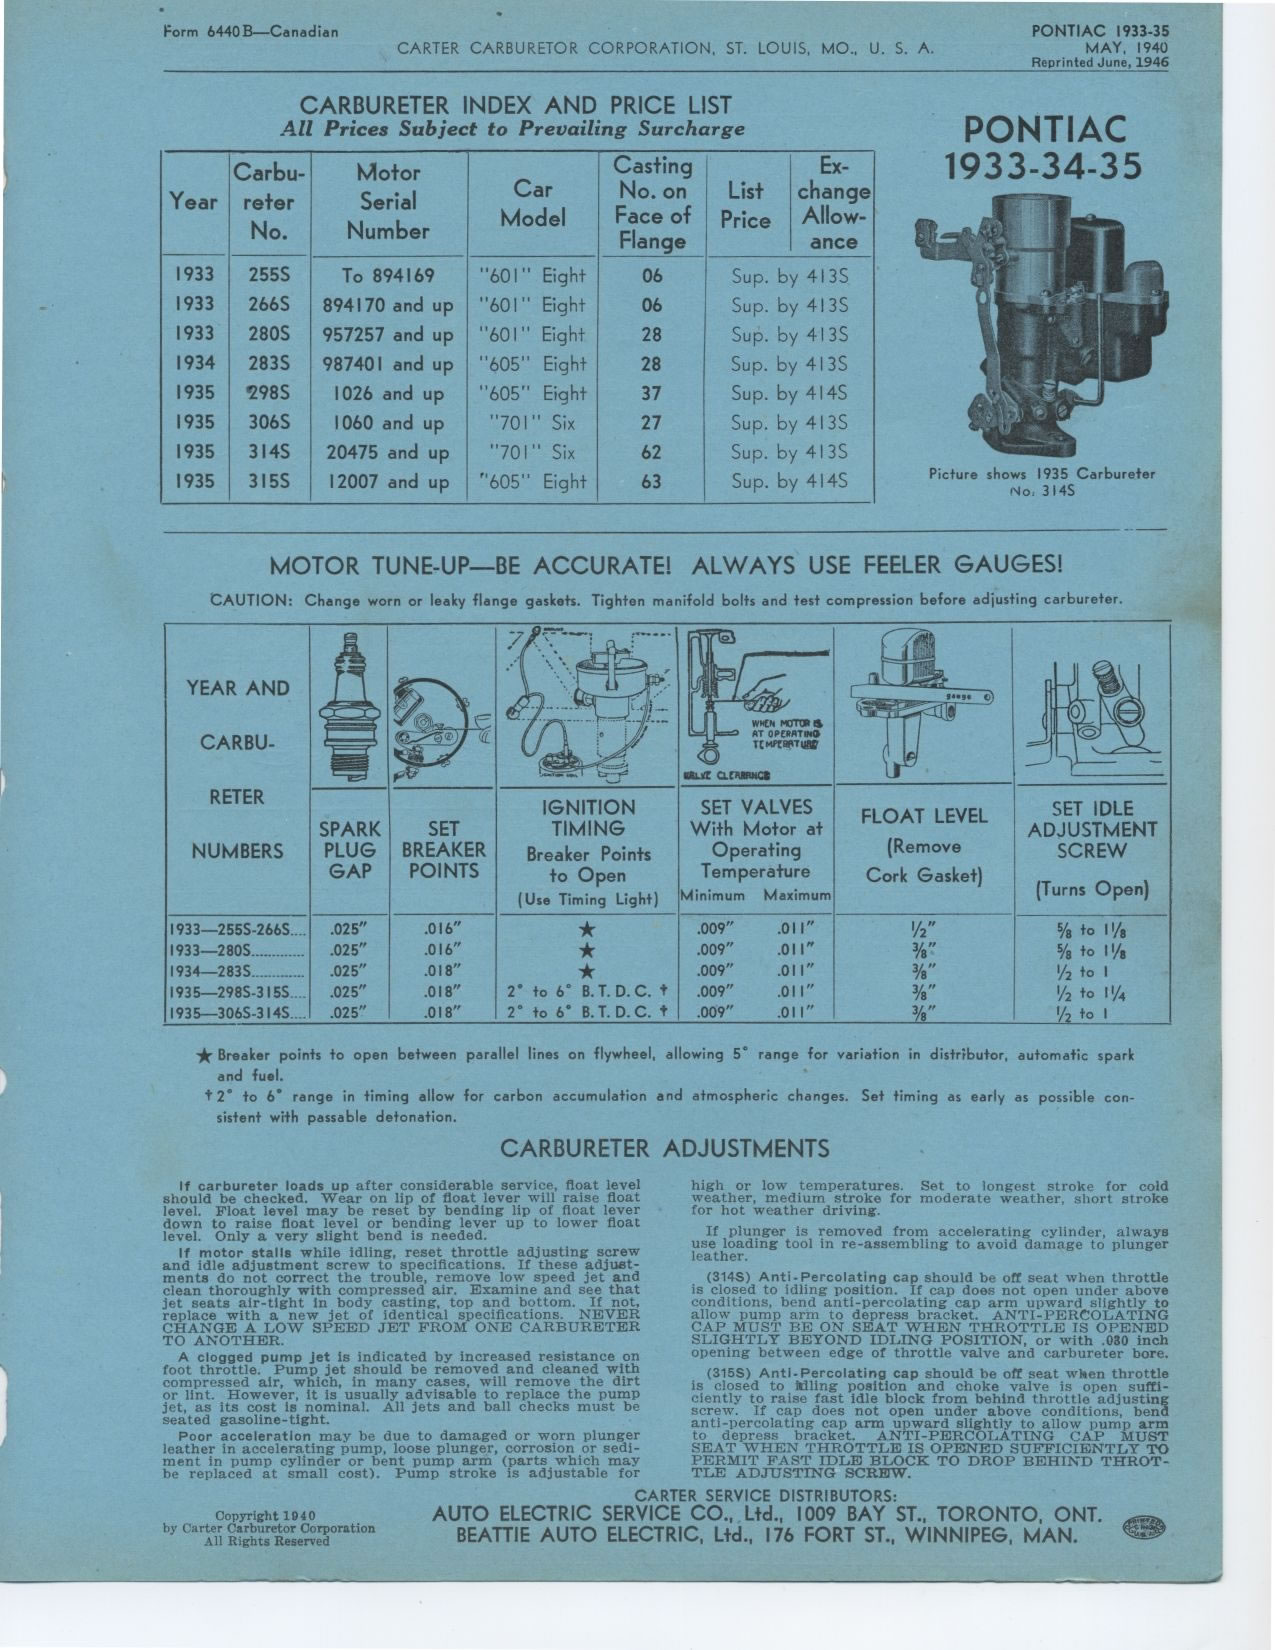 Form 6440B—Canadian
CARTER CARBURETOR CORPORATION, ST. LOUIS, MO., U. S. A.
PONTIAC 1933-35
MAY, 1940
Reprinted June, 1946
CARBURETER INDEX AND PRICE LIST
All Prices Subject to Prevailing Surcharge
PONTIAC
1933-34-35
Year Carbu-reter No. Motor Serial Number Car Model Casting No. on Face of Flange List Price Ex-change Allow-ance
1933 255S To 894169 "601" Eight 06 Sup. by 413S
1933 266S 894170 and up "601" Eight 06 Sup. by 413S
1933 280S 957257 and up "601" Eight 28 Sup. by 413S
1934 283S 987401 and up "605" Eight 28 Sup. by 413S
1935 298S 1026 and up "605" Eight 37 Sup. by 414S
1935 306S 1060 and up "701" Six 27 Sup. by 413S
1935 314S 20475 and up "701" Six 62 Sup. by 413S
1935 315S 12007 and up "605" Eight 63 Sup. by 414S
Picture shows 1935 Carbureter
No. 314S
MOTOR TUNE-UP—BE ACCURATE! ALWAYS USE FEELER GAUGES!
CAUTION: Change worn or leaky flange gaskets. Tighten manifold bolts and test compression before adjusting carbureter.
YEAR AND
CARBU-
RETER
NUMBERS
SPARK
PLUG
GAP
SET
BREAKER
POINTS
IGNITION
TIMING
Breaker Points
to Open
(Use Timing Light)
WHEN MOTOR IS
AT OPERATING
TEMPERATURE
VALVE CLEARANCE
SET VALVES
With Motor at
Operating
Temperature
Minimum Maximum
gauge
FLOAT LEVEL
(Remove
Cork Gasket)
SET IDLE
ADJUSTMENT
SCREW
(Turns Open)
1933—255S-266S.... .025" .016" ★ .009" .011" ½" ⅝ to 1⅛
1933—280S............. .025" .016" ★ .009" .011" ⅜" ⅝ to 1⅛
1934—283S............. .025" .018" ★ .009" .011" ⅜" ½ to 1
1935—298S-315S.... .025" .018" 2° to 6° B. T. D. C. † .009" .011" ⅜" ½ to 1¼
1935—306S-314S.... .025" .018" 2° to 6° B. T. D. C. † .009" .011" ⅜" ½ to 1
★ Breaker points to open between parallel lines on flywheel, allowing 5° range for variation in distributor, automatic spark
and fuel.
† 2° to 6° range in timing allow for carbon accumulation and atmospheric changes. Set timing as early as possible con-
sistent with passable detonation.
CARBURETER ADJUSTMENTS
If carbureter loads up after considerable service, float level
should be checked. Wear on lip of float lever will raise float
level. Float level may be reset by bending lip of float lever
down to raise float level or bending lever up to lower float
level. Only a very slight bend is needed.
If motor stalls while idling, reset throttle adjusting screw
and idle adjustment screw to specifications. If these adjust-
ments do not correct the trouble, remove low speed jet and
clean thoroughly with compressed air. Examine and see that
jet seats air-tight in body casting, top and bottom. If not,
replace with a new jet of identical specifications. NEVER
CHANGE A LOW SPEED JET FROM ONE CARBURETER
TO ANOTHER.
A clogged pump jet is indicated by increased resistance on
foot throttle. Pump jet should be removed and cleaned with
compressed air, which, in many cases, will remove the dirt
or lint. However, it is usually advisable to replace the pump
jet, as its cost is nominal. All jets and ball checks must be
seated gasoline-tight.
Poor acceleration may be due to damaged or worn plunger
leather in accelerating pump, loose plunger, corrosion or sedi-
ment in pump cylinder or bent pump arm (parts which may
be replaced at small cost). Pump stroke is adjustable for
high or low temperatures. Set to longest stroke for cold
weather, medium stroke for moderate weather, short stroke
for hot weather driving.
If plunger is removed from accelerating cylinder, always
use loading tool in re-assembling to avoid damage to plunger
leather.
(314S) Anti-Percolating cap should be off seat when throttle
is closed to idling position. If cap does not open under above
conditions, bend anti-percolating cap arm upward slightly to
allow pump arm to depress bracket. ANTI-PERCOLATING
CAP MUST BE ON SEAT WHEN THROTTLE IS OPENED
SLIGHTLY BEYOND IDLING POSITION, or with .030 inch
opening between edge of throttle valve and carbureter bore.
(315S) Anti-Percolating cap should be off seat when throttle
is closed to idling position and choke valve is open suffi-
ciently to raise fast idle block from behind throttle adjusting
screw. If cap does not open under above conditions, bend
anti-percolating cap arm upward slightly to allow pump arm
to depress bracket. ANTI-PERCOLATING CAP MUST
SEAT WHEN THROTTLE IS OPENED SUFFICIENTLY TO
PERMIT FAST IDLE BLOCK TO DROP BEHIND THROT-
TLE ADJUSTING SCREW.
Copyright 1940
by Carter Carburetor Corporation
All Rights Reserved
CARTER SERVICE DISTRIBUTORS:
AUTO ELECTRIC SERVICE CO., Ltd., 1009 BAY ST., TORONTO, ONT.
BEATTIE AUTO ELECTRIC, Ltd., 176 FORT ST., WINNIPEG, MAN.